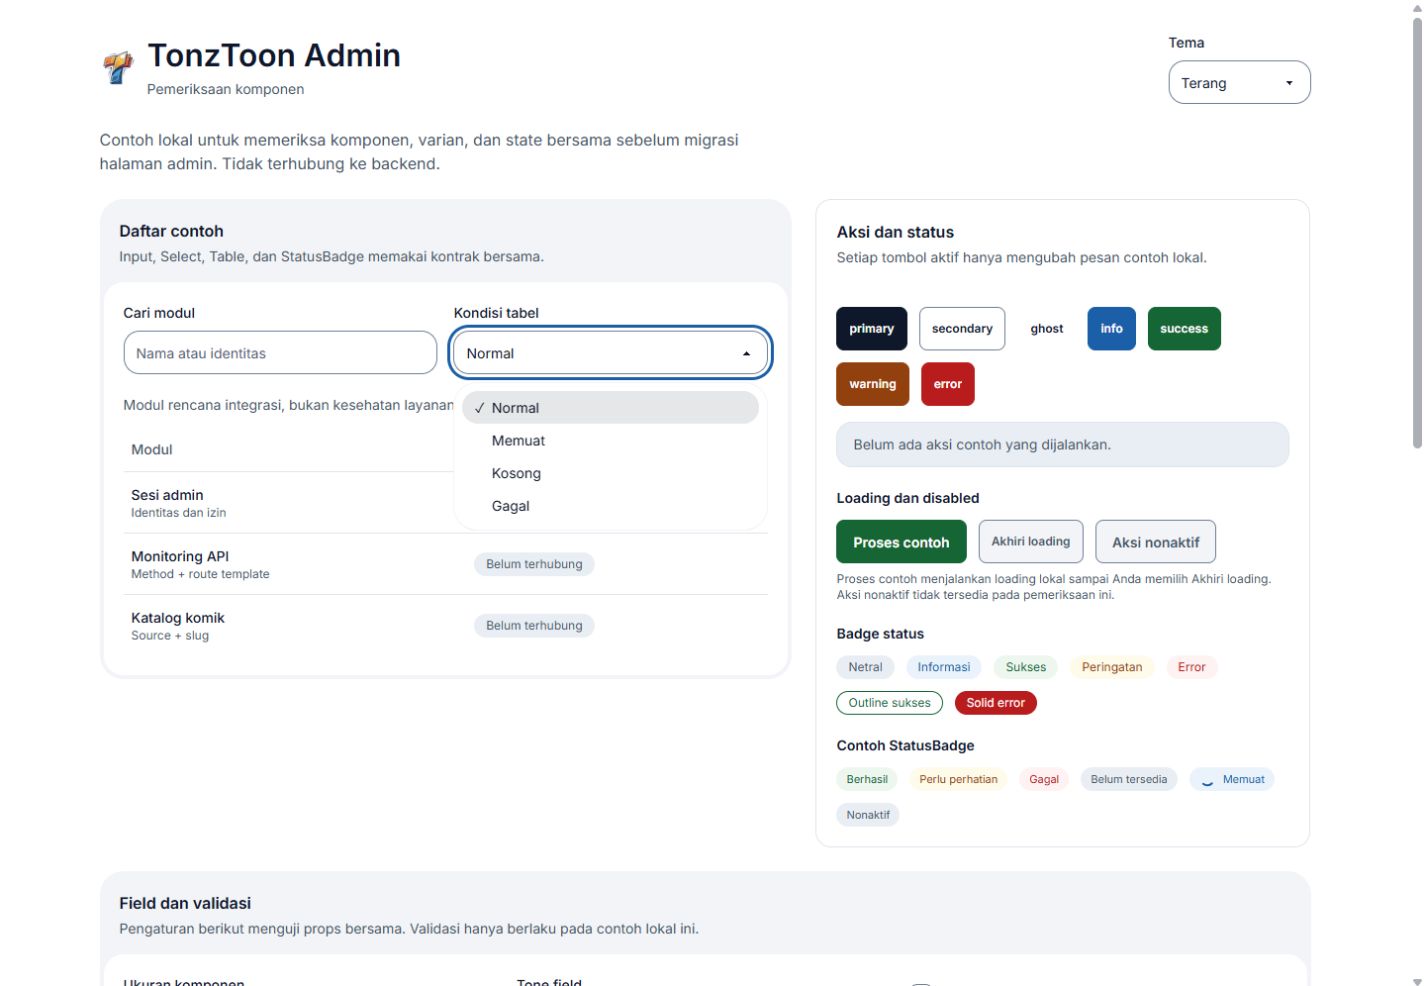 TonzToon Admin
Pemeriksaan komponen
Tema
Terang
Contoh lokal untuk memeriksa komponen, varian, dan state bersama sebelum migrasi
halaman admin. Tidak terhubung ke backend.
Daftar contoh
Input, Select, Table, dan StatusBadge memakai kontrak bersama.
Cari modul
Kondisi tabel
Nama atau identitas
Normal
Modul rencana integrasi, bukan kesehatan layanan
✓ Normal
Memuat
Kosong
Gagal
Modul
Sesi admin
Identitas dan izin
Monitoring API
Method + route template
Belum terhubung
Katalog komik
Source + slug
Belum terhubung
Aksi dan status
Setiap tombol aktif hanya mengubah pesan contoh lokal.
primary secondary ghost info success
warning error
Belum ada aksi contoh yang dijalankan.
Loading dan disabled
Proses contoh Akhiri loading Aksi nonaktif
Proses contoh menjalankan loading lokal sampai Anda memilih Akhiri loading.
Aksi nonaktif tidak tersedia pada pemeriksaan ini.
Badge status
Netral Informasi Sukses Peringatan Error
Outline sukses Solid error
Contoh StatusBadge
Berhasil Perlu perhatian Gagal Belum tersedia Memuat
Nonaktif
Field dan validasi
Pengaturan berikut menguji props bersama. Validasi hanya berlaku pada contoh lokal ini.
Ukuran komponen
Tone field